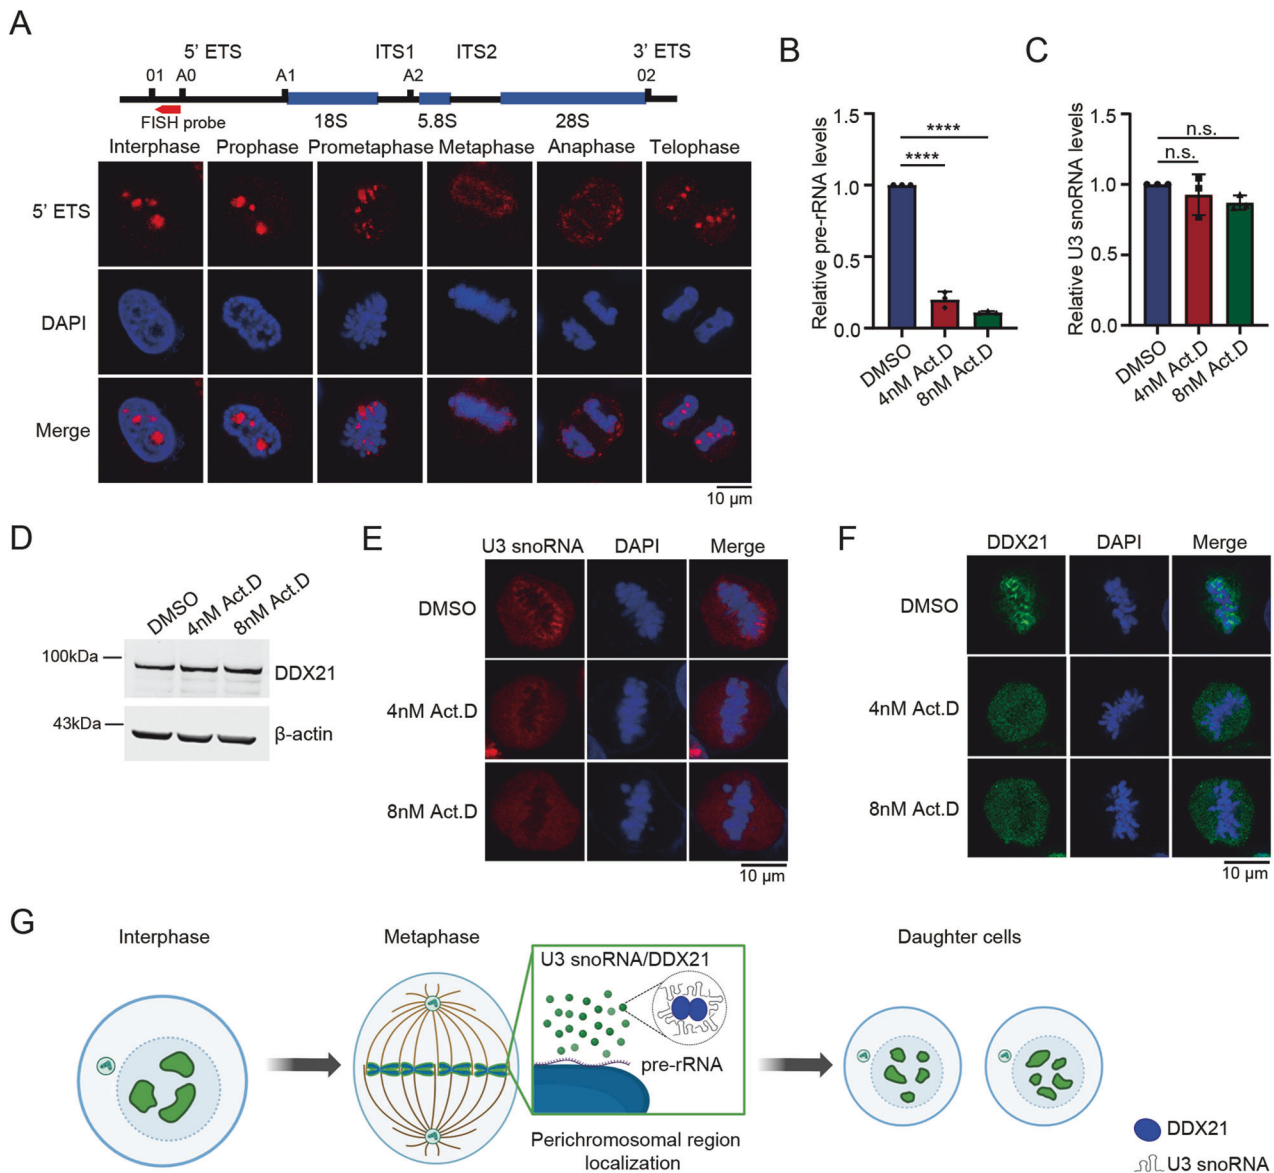 A
5' ETS ITS1 ITS2 3' ETS
01 A0 A1 A2 02
FISH probe 18S 5.8S 28S
Interphase Prophase Prometaphase Metaphase Anaphase Telophase
5' ETS
DAPI
Merge
10 µm
B
Relative pre-rRNA levels
1.5
1.0
0.5
0.0
****
****
DMSO
4nM Act.D
8nM Act.D
C
Relative U3 snoRNA levels
1.5
1.0
0.5
0.0
n.s.
n.s.
DMSO
4nM Act.D
8nM Act.D
D
DMSO
4nM Act.D
8nM Act.D
100kDa
DDX21
43kDa
β-actin
E
U3 snoRNA DAPI Merge
DMSO
4nM Act.D
8nM Act.D
10 µm
F
DDX21 DAPI Merge
DMSO
4nM Act.D
8nM Act.D
10 µm
G
Interphase Metaphase Daughter cells
U3 snoRNA/DDX21
pre-rRNA
Perichromosomal region
localization
DDX21
U3 snoRNA